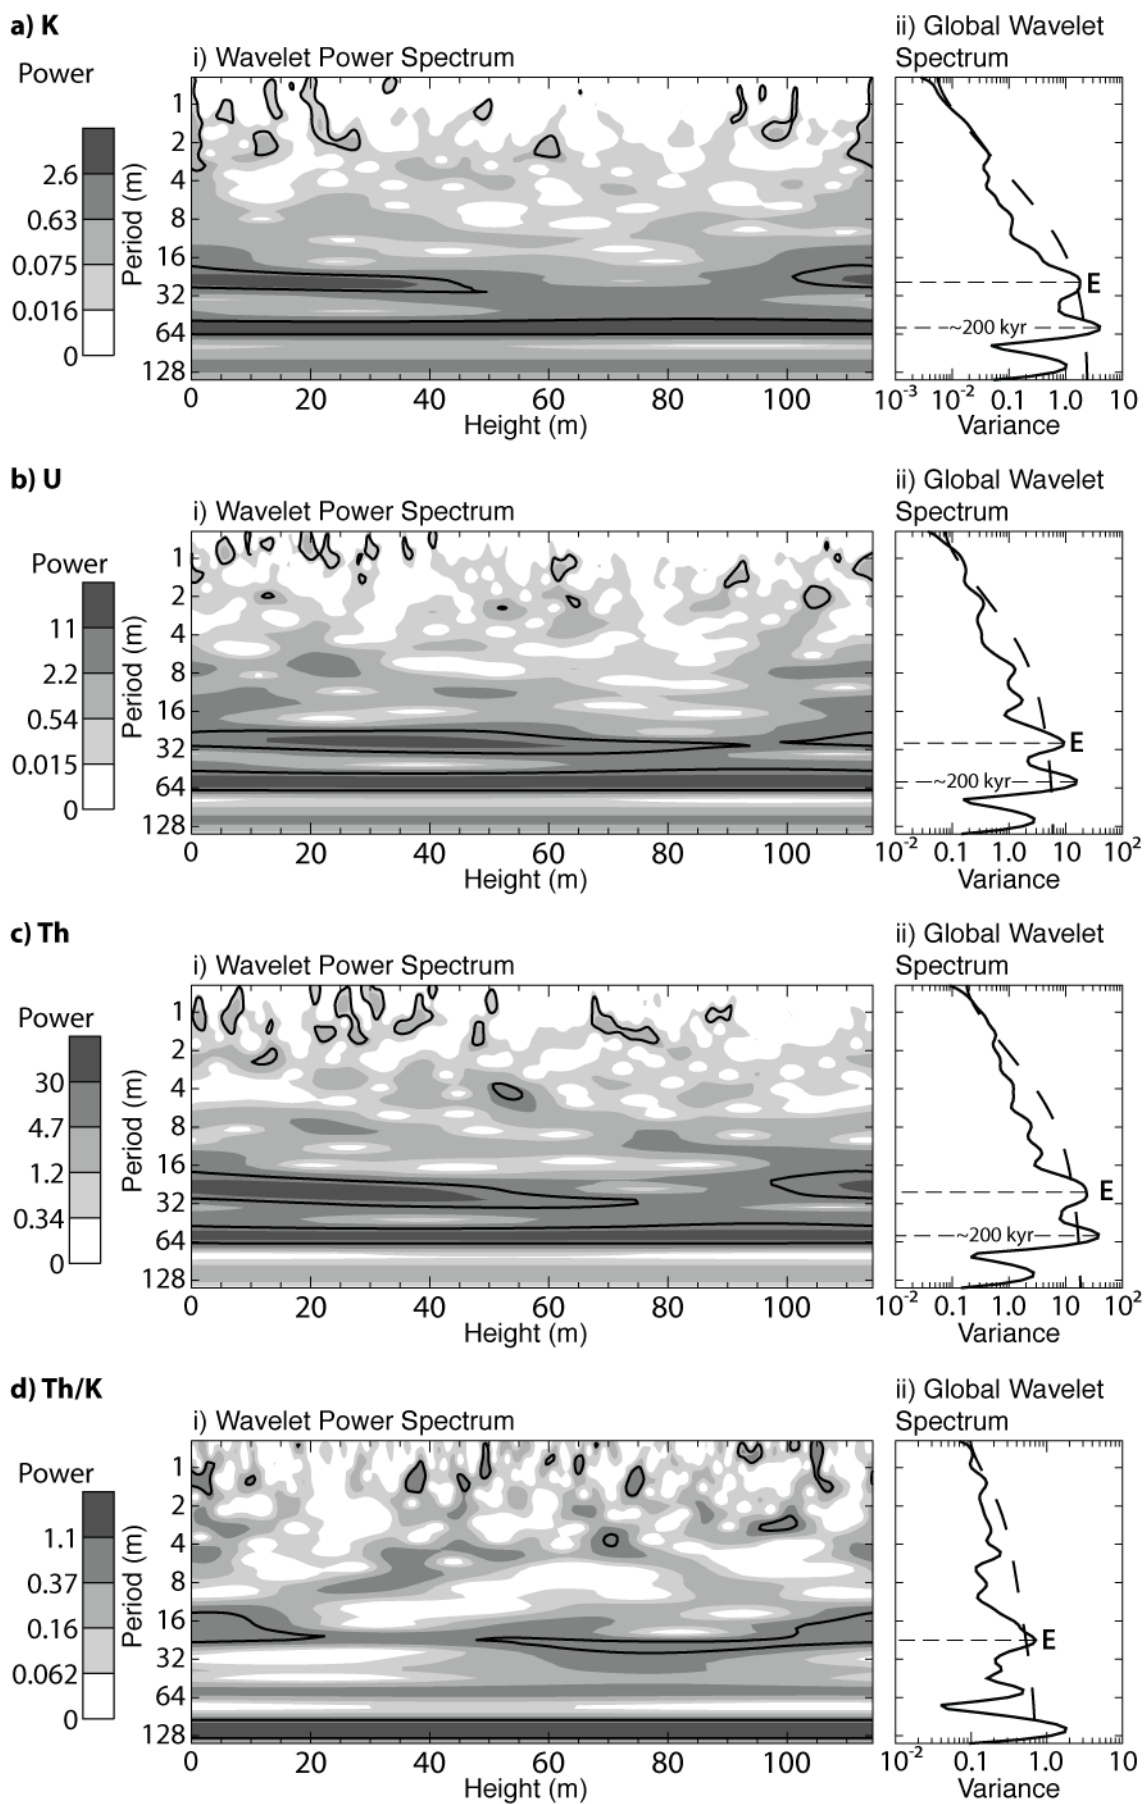 a) K
ii) Global Wavelet
Spectrum
i) Wavelet Power Spectrum
Power
2.6
0.63
0.075
0.016
0
Period (m)
1
2
4
8
16
32
64
128
0 20 40 60 80 100
Height (m)
E
~200 kyr
10-3 10-2 0.1 1.0 10
Variance
b) U
ii) Global Wavelet
Spectrum
i) Wavelet Power Spectrum
Power
11
2.2
0.54
0.015
0
Period (m)
1
2
4
8
16
32
64
128
0 20 40 60 80 100
Height (m)
E
~200 kyr
10-2 0.1 1.0 10 10²
Variance
c) Th
ii) Global Wavelet
Spectrum
i) Wavelet Power Spectrum
Power
30
4.7
1.2
0.34
0
Period (m)
1
2
4
8
16
32
64
128
0 20 40 60 80 100
Height (m)
E
~200 kyr
10-2 0.1 1.0 10 10²
Variance
d) Th/K
ii) Global Wavelet
Spectrum
i) Wavelet Power Spectrum
Power
1.1
0.37
0.16
0.062
0
Period (m)
1
2
4
8
16
32
64
128
0 20 40 60 80 100
Height (m)
E
10-2 0.1 1.0 10
Variance